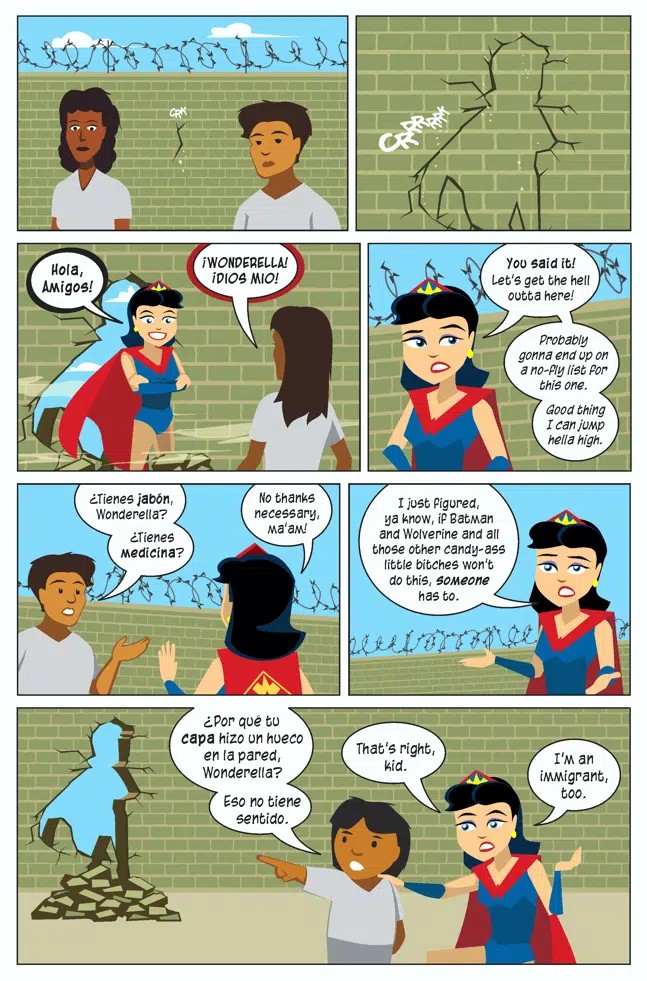 CRK
CRARRRRK
Hola,
Amigos!
¡WONDERELLA!
¡DIOS MIO!
You said it!
Let's get the hell
outta here!
Probably
gonna end up on
a no-fly list for
this one.
Good thing
I can jump
hella high.
¿Tienes jabón,
Wonderella?
¿Tienes
medicina?
No thanks
necessary,
ma'am!
I just figured,
ya know, if Batman
and Wolverine and all
those other candy-ass
little bitches won't
do this, someone
has to.
¿Por qué tu
capa hizo un hueco
en la pared,
Wonderella?
Eso no tiene
sentido.
That's right,
kid.
I'm an
immigrant,
too.